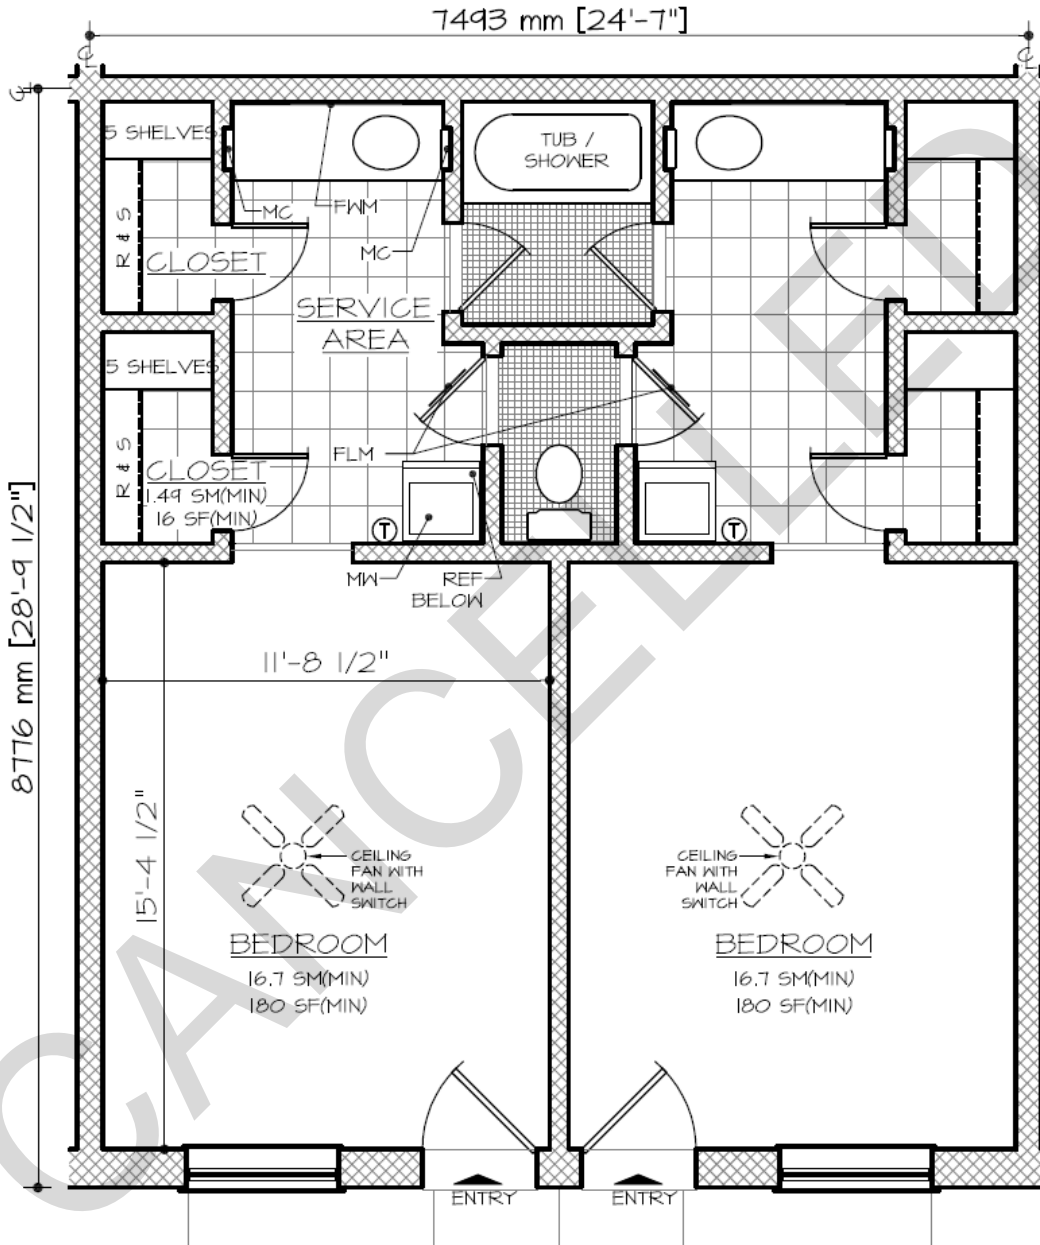 7493 mm [24'-7"]
℄
℄
℄
5 SHELVES
TUB /
SHOWER
MC
FWM
MC
R & S
CLOSET
SERVICE
AREA
5 SHELVES
R & S
CLOSET
1.49 SM(MIN)
16 SF(MIN)
FLM
T
T
MW
REF
BELOW
8776 mm [28'-9 1/2"]
11'-8 1/2"
15'-4 1/2"
CEILING
FAN WITH
WALL
SWITCH
CEILING
FAN WITH
WALL
SWITCH
BEDROOM
16.7 SM(MIN)
180 SF(MIN)
BEDROOM
16.7 SM(MIN)
180 SF(MIN)
ENTRY
ENTRY
CANCELLED